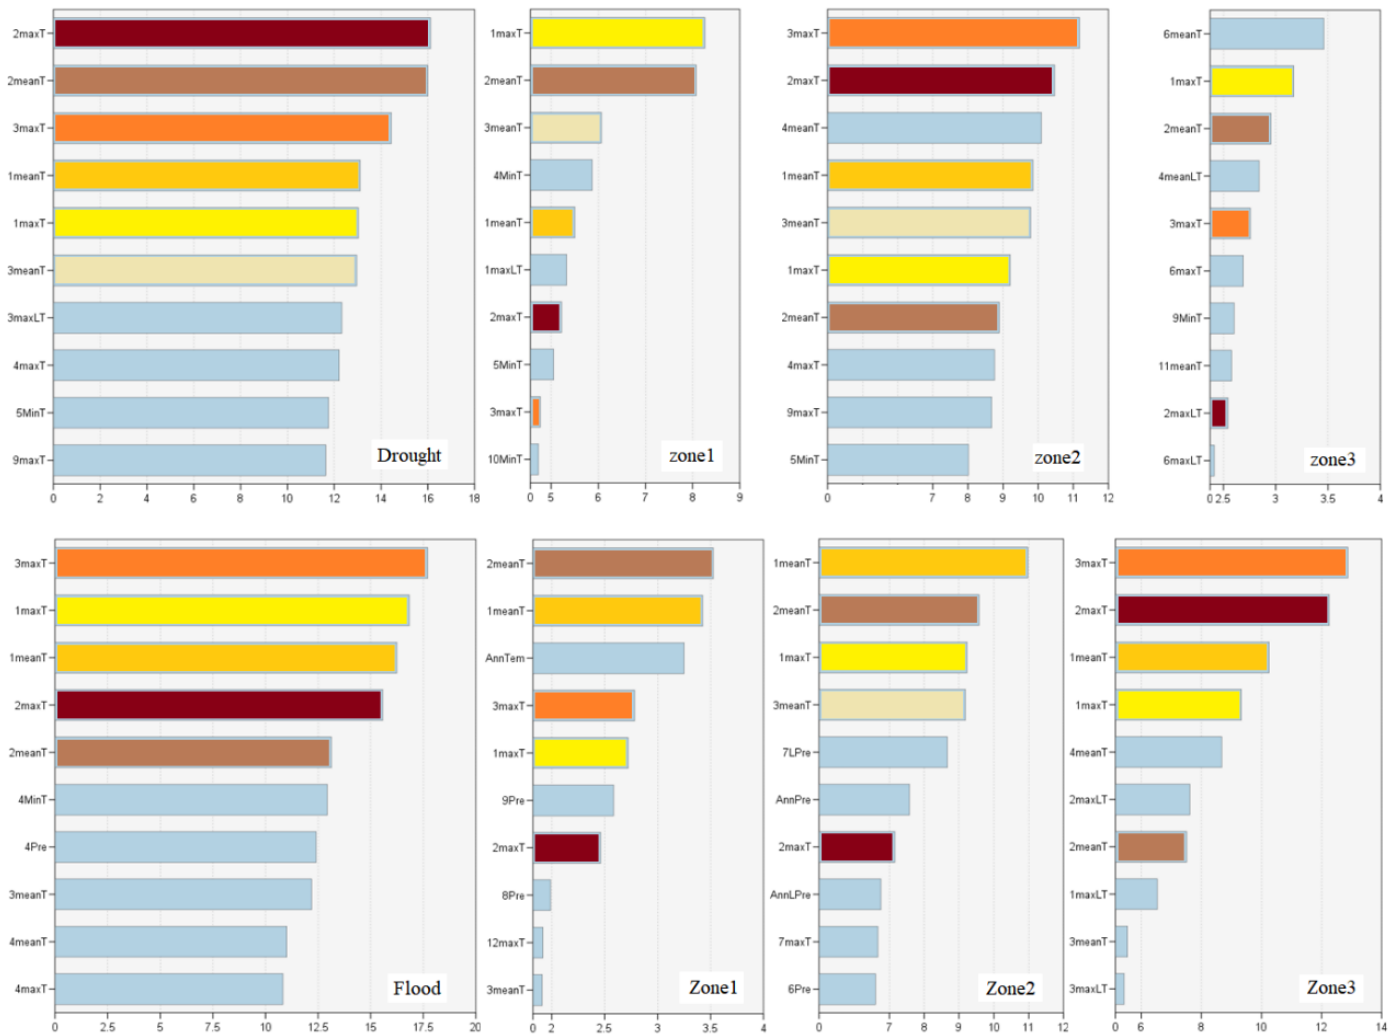 2maxT
2meanT
3maxT
1meanT
1maxT
3meanT
3maxLT
4maxT
5MinT
9maxT
Drought
0 2 4 6 8 10 12 14 16 18
1maxT
2meanT
3meanT
4MinT
1meanT
1maxLT
2maxT
5MinT
3maxT
10MinT
zone1
0 5 6 7 8 9
3maxT
2maxT
4meanT
1meanT
3meanT
1maxT
2meanT
4maxT
9maxT
5MinT
zone2
0 7 8 9 10 11 12
6meanT
1maxT
2meanT
4meanLT
3maxT
6maxT
9MinT
11meanT
2maxLT
6maxLT
zone3
0 2.5 3 3.5 4
3maxT
1maxT
1meanT
2maxT
2meanT
4MinT
4Pre
3meanT
4meanT
4maxT
Flood
0 2.5 5 7.5 10 12.5 15 17.5 20
2meanT
1meanT
AnnTem
3maxT
1maxT
9Pre
2maxT
8Pre
12maxT
3meanT
Zone1
0 2 2.5 3 3.5 4
1meanT
2meanT
1maxT
3meanT
7LPre
AnnPre
2maxT
AnnLPre
7maxT
6Pre
Zone2
0 7 8 9 10 11 12
3maxT
2maxT
1meanT
1maxT
4meanT
2maxLT
2meanT
1maxLT
3meanT
3maxLT
Zone3
0 6 8 10 12 14